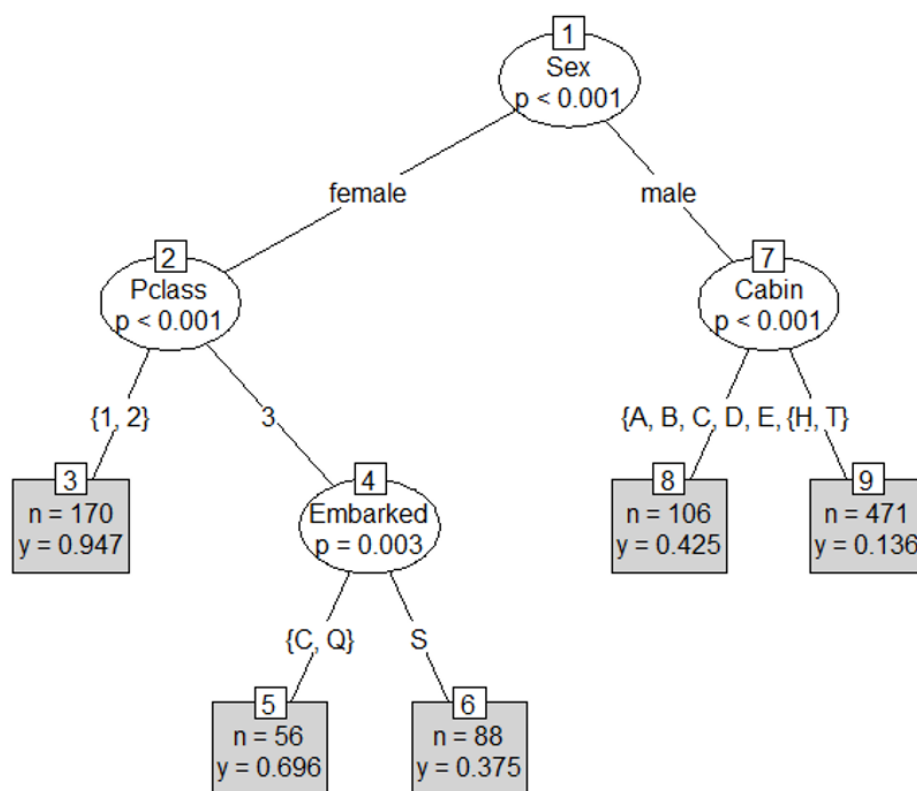 1
Sex
p < 0.001
female
male
2
Pclass
p < 0.001
7
Cabin
p < 0.001
{1, 2}
3
{A, B, C, D, E, {H, T}
3
n = 170
y = 0.947
4
Embarked
p = 0.003
8
n = 106
y = 0.425
9
n = 471
y = 0.136
{C, Q}
S
5
n = 56
y = 0.696
6
n = 88
y = 0.375